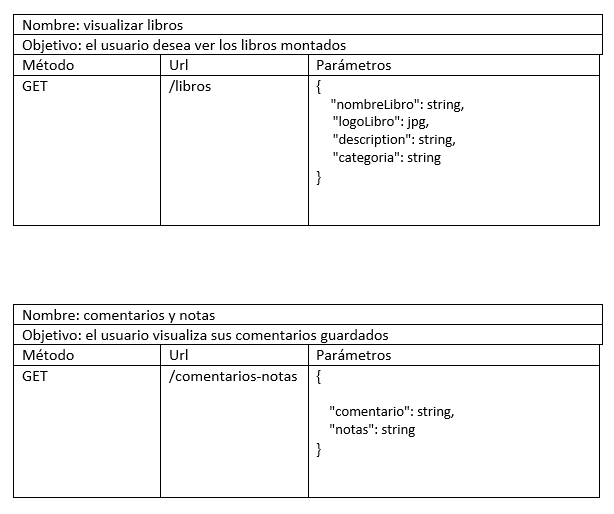 Nombre: visualizar libros
Objetivo: el usuario desea ver los libros montados
Método Url Parámetros
GET /libros {
"nombreLibro": string,
"logoLibro": jpg,
"description": string,
"categoria": string
}
Nombre: comentarios y notas
Objetivo: el usuario visualiza sus comentarios guardados
Método Url Parámetros
GET /comentarios-notas {
"comentario": string,
"notas": string
}